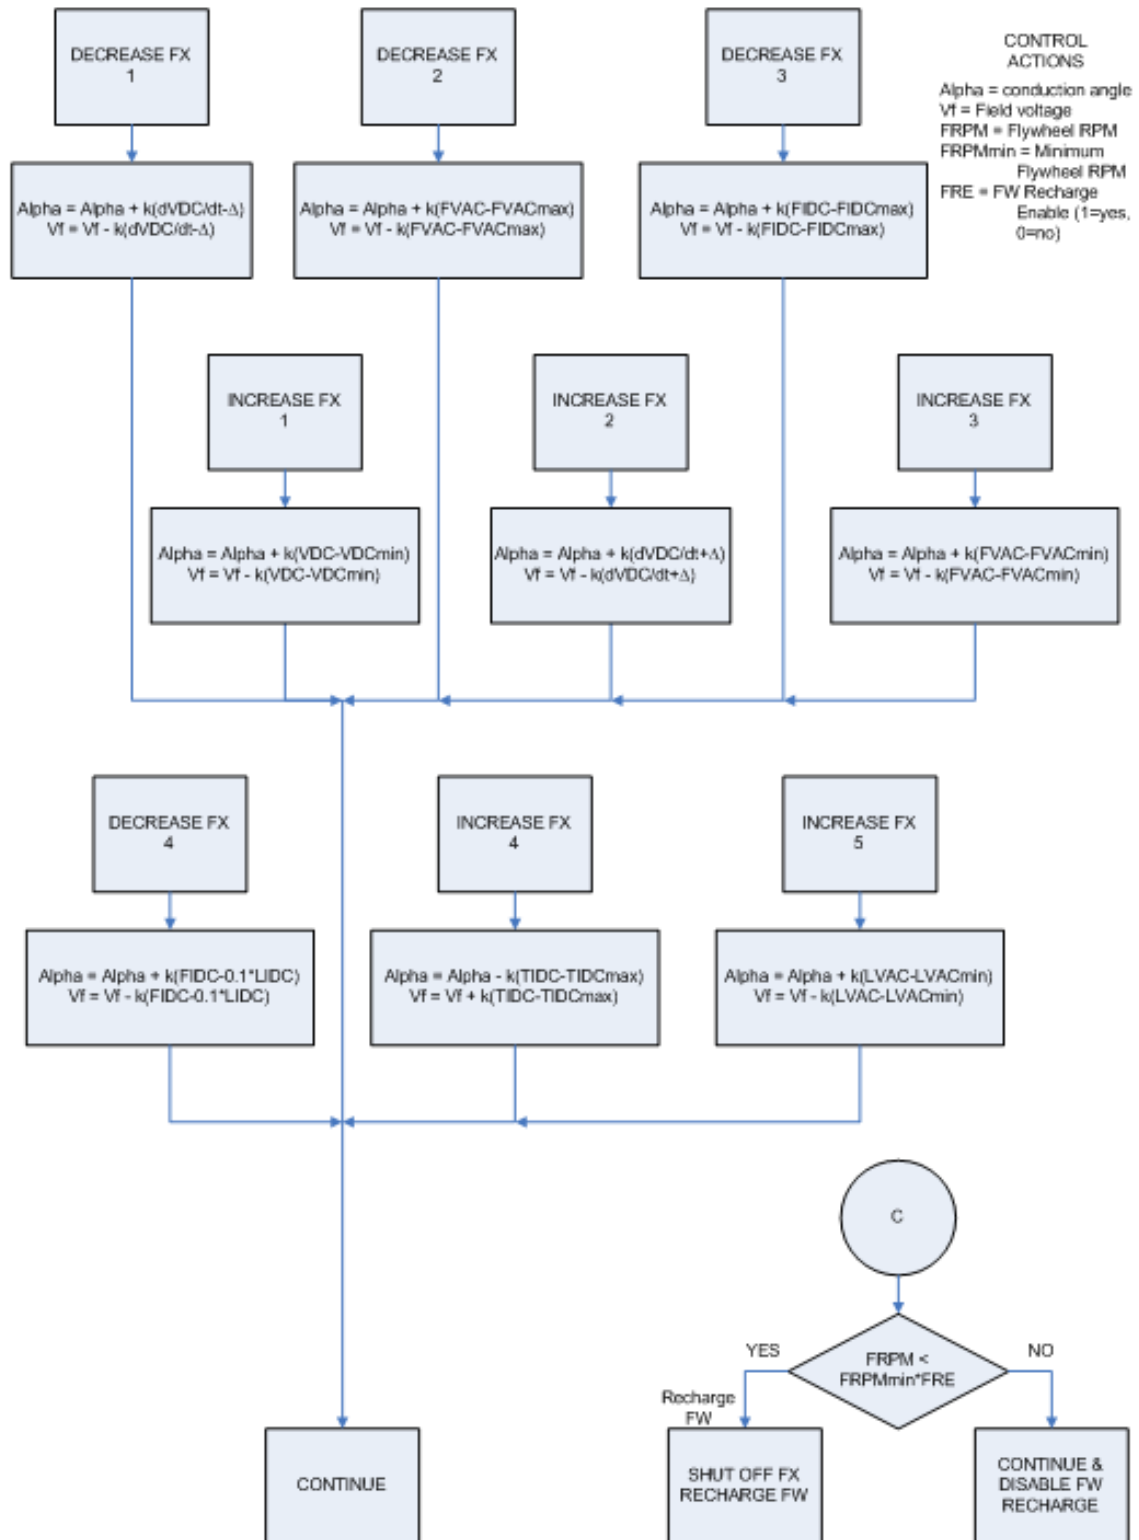 DECREASE FX
1
DECREASE FX
2
DECREASE FX
3
CONTROL
ACTIONS
Alpha = conduction angle
Vf = Field voltage
FRPM = Flywheel RPM
FRPMmin = Minimum
Flywheel RPM
FRE = FW Recharge
Enable (1=yes,
0=no)
Alpha = Alpha + k(dVDC/dt-Δ)
Vf = Vf - k(dVDC/dt-Δ)
Alpha = Alpha + k(FVAC-FVACmax)
Vf = Vf - k(FVAC-FVACmax)
Alpha = Alpha + k(FIDC-FIDCmax)
Vf = Vf - k(FIDC-FIDCmax)
INCREASE FX
1
INCREASE FX
2
INCREASE FX
3
Alpha = Alpha + k(VDC-VDCmin)
Vf = Vf - k(VDC-VDCmin)
Alpha = Alpha + k(dVDC/dt+Δ)
Vf = Vf - k(dVDC/dt+Δ)
Alpha = Alpha + k(FVAC-FVACmin)
Vf = Vf - k(FVAC-FVACmin)
DECREASE FX
4
INCREASE FX
4
INCREASE FX
5
Alpha = Alpha + k(FIDC-0.1*LIDC)
Vf = Vf - k(FIDC-0.1*LIDC)
Alpha = Alpha - k(TIDC-TIDCmax)
Vf = Vf + k(TIDC-TIDCmax)
Alpha = Alpha + k(LVAC-LVACmin)
Vf = Vf - k(LVAC-LVACmin)
C
YES
FRPM <
FRPMmin*FRE
NO
Recharge
FW
CONTINUE
SHUT OFF FX
RECHARGE FW
CONTINUE &
DISABLE FW
RECHARGE